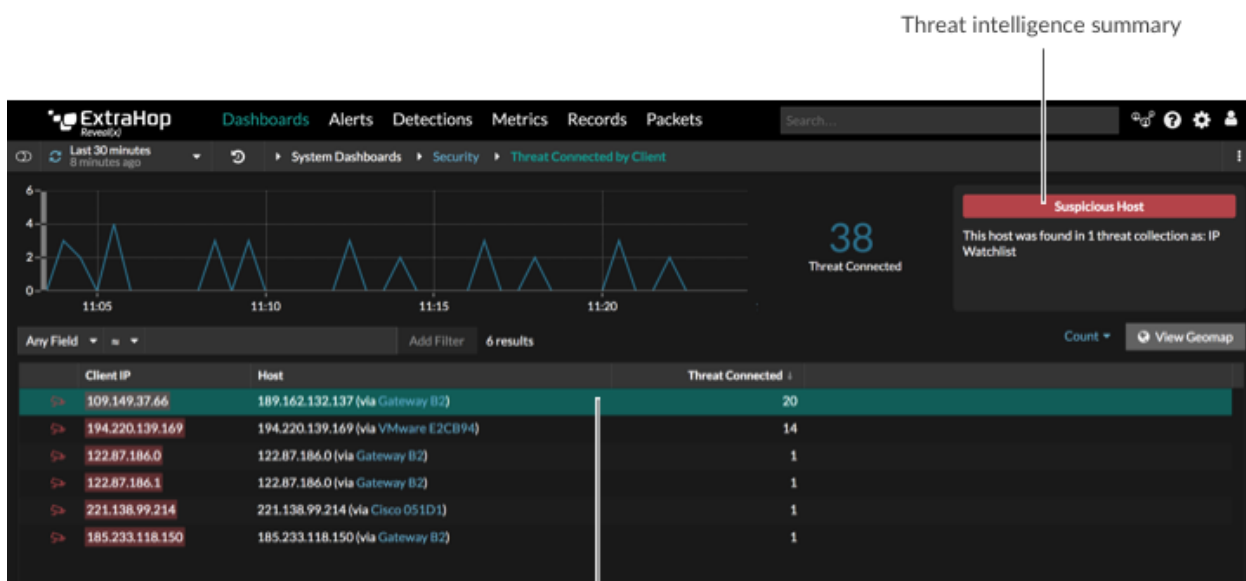 Threat intelligence summary
ExtraHop
Reveal(x)
Dashboards Alerts Detections Metrics Records Packets
Search...
Last 30 minutes
8 minutes ago
System Dashboards Security Threat Connected by Client
6
4
2
0
11:05 11:10 11:15 11:20
38
Threat Connected
Suspicious Host
This host was found in 1 threat collection as: IP
Watchlist
Any Field ≈ Add Filter 6 results Count View Geomap
Client IP Host Threat Connected
109.149.37.66 189.162.132.137 (via Gateway B2) 20
194.220.139.169 194.220.139.169 (via VMware E2CB94) 14
122.87.186.0 122.87.186.0 (via Gateway B2) 1
122.87.186.1 122.87.186.0 (via Gateway B2) 1
221.138.99.214 221.138.99.214 (via Cisco 051D1) 1
185.233.118.150 185.233.118.150 (via Gateway B2) 1